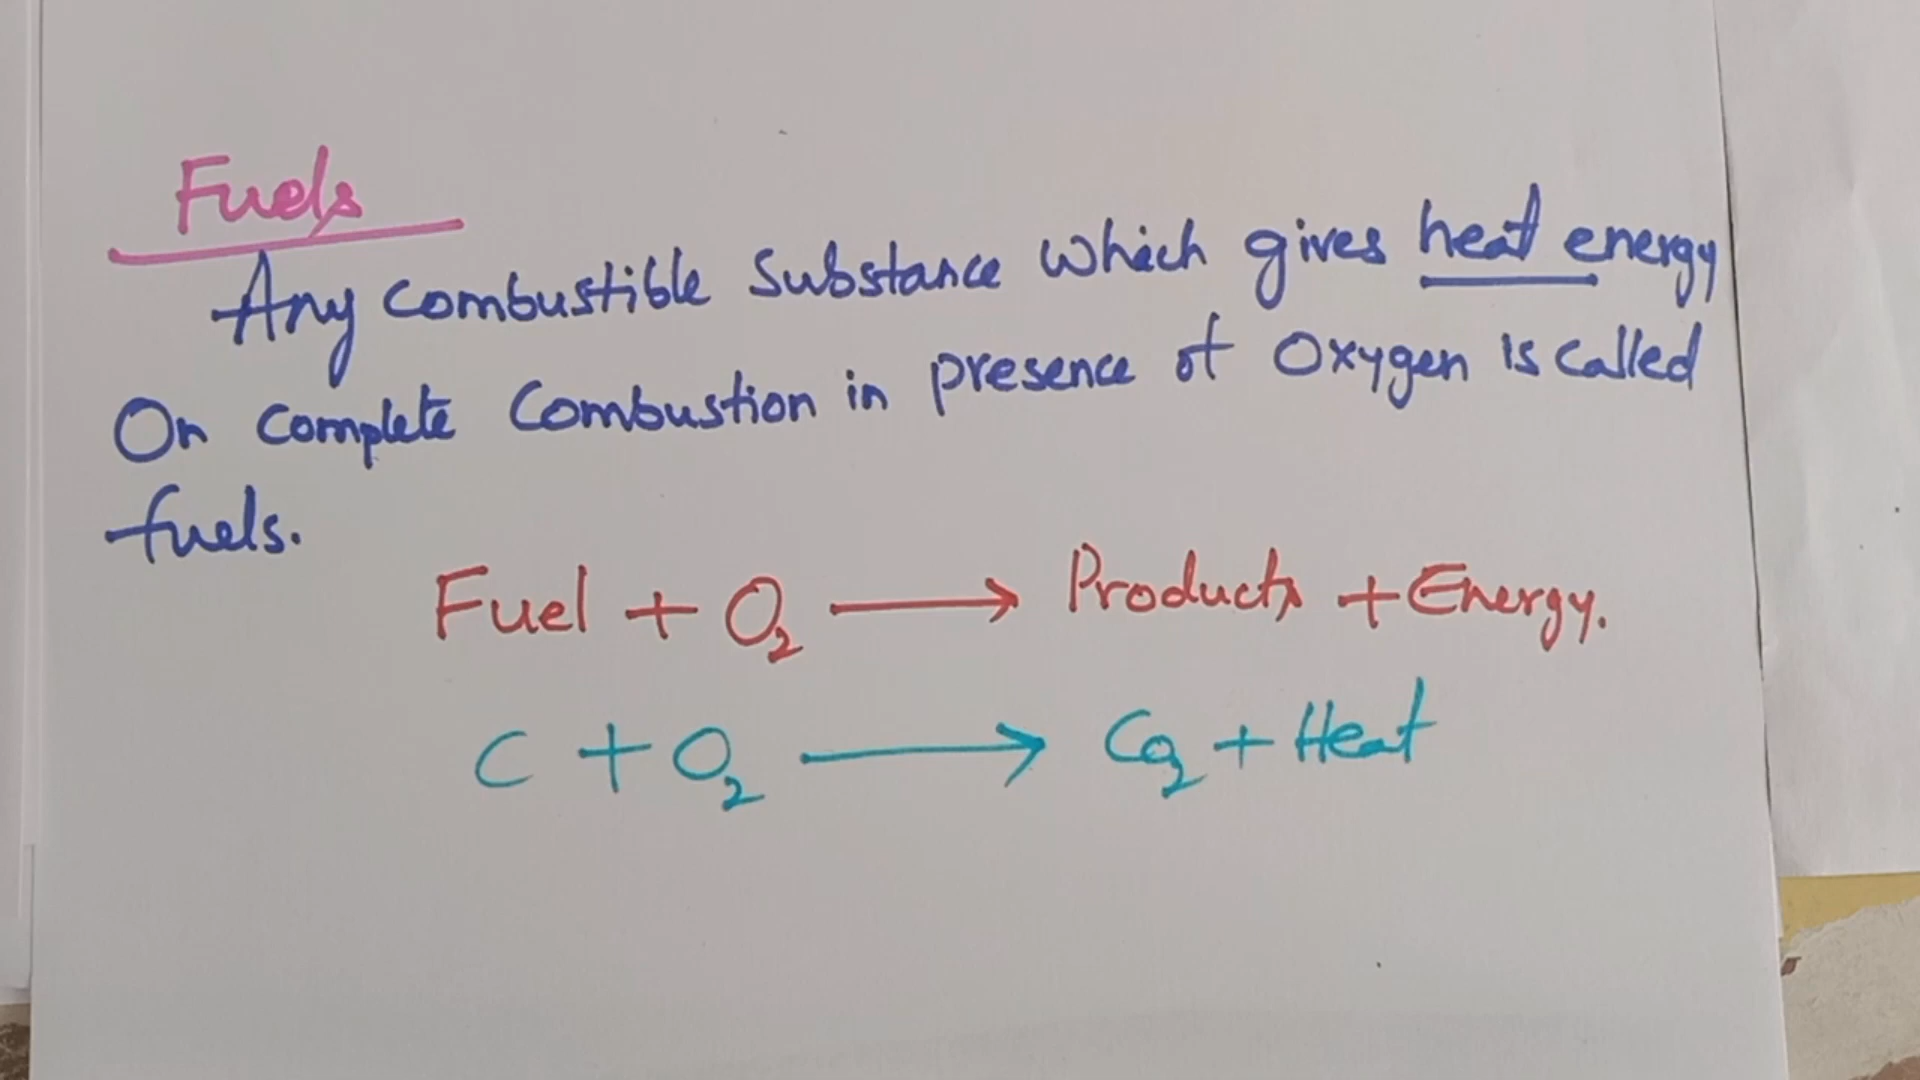 Fuels
Any combustible substance which gives heat energy
On complete combustion in presence of Oxygen is called
fuels.
Fuel + O₂ ⟶ Products + Energy.
C + O₂ ⟶ CO₂ + Heat